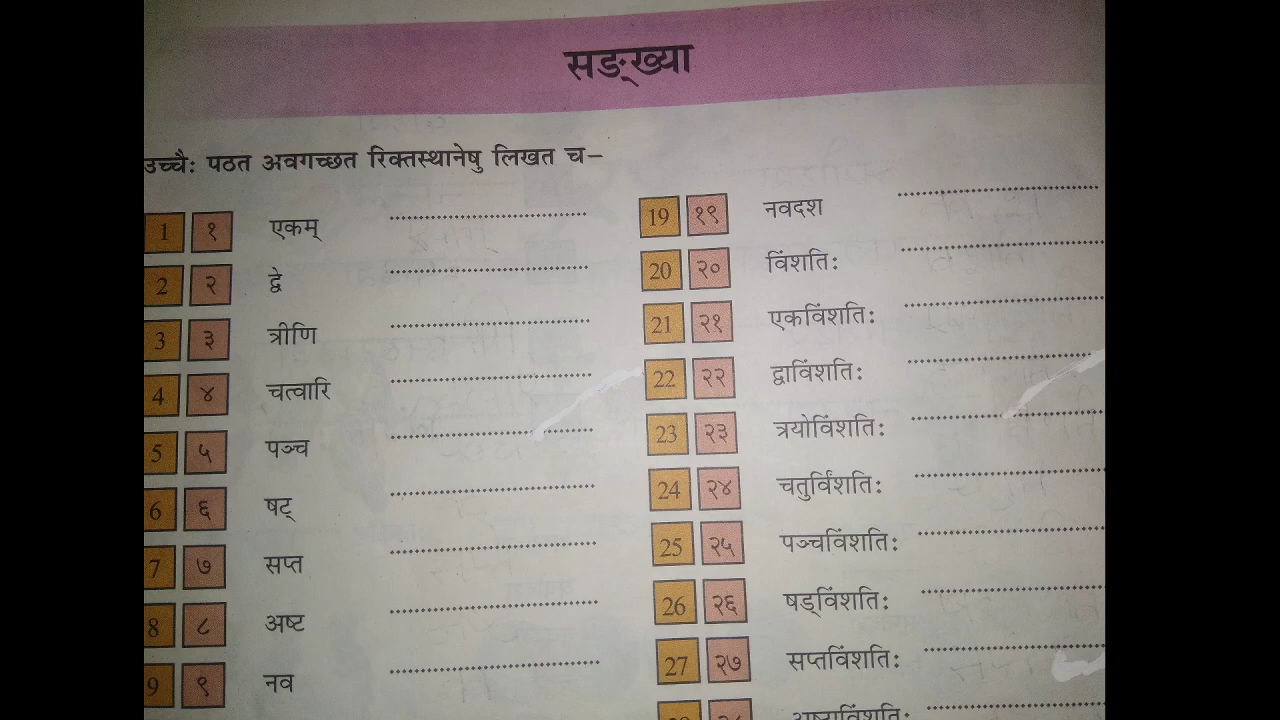 सङ्ख्या
उच्चैः पठत अवगच्छत रिक्तस्थानेषु लिखत च–
1 १ एकम्
2 २ द्वे
3 ३ त्रीणि
4 ४ चत्वारि
5 ५ पञ्च
6 ६ षट्
7 ७ सप्त
8 ८ अष्ट
9 ९ नव
19 १९ नवदश
20 २० विंशतिः
21 २१ एकविंशतिः
22 २२ द्वाविंशतिः
23 २३ त्रयोविंशतिः
24 २४ चतुर्विंशतिः
25 २५ पञ्चविंशतिः
26 २६ षड्विंशतिः
27 २७ सप्तविंशतिः